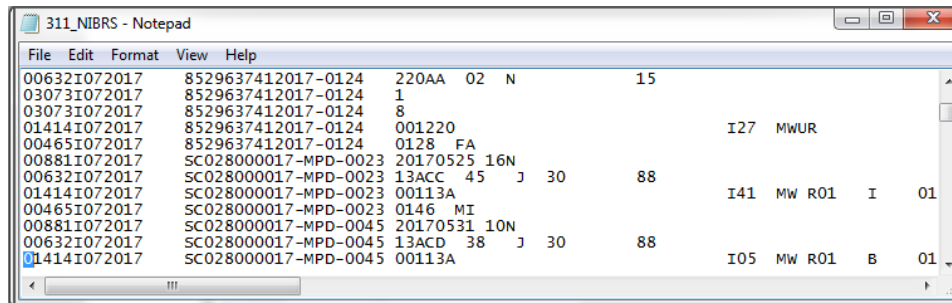 311_NIBRS - Notepad
File Edit Format View Help
00632I072017 8529637412017-0124 220AA 02 N 15
03073I072017 8529637412017-0124 1
03073I072017 8529637412017-0124 8
01414I072017 8529637412017-0124 001220 I27 MWUR
00465I072017 8529637412017-0124 0128 FA
00881I072017 SC028000017-MPD-0023 20170525 16N
00632I072017 SC028000017-MPD-0023 13ACC 45 J 30 88
01414I072017 SC028000017-MPD-0023 00113A I41 MW R01 I 01
00465I072017 SC028000017-MPD-0023 0146 MI
00881I072017 SC028000017-MPD-0045 20170531 10N
00632I072017 SC028000017-MPD-0045 13ACD 38 J 30 88
01414I072017 SC028000017-MPD-0045 00113A I05 MW R01 B 01